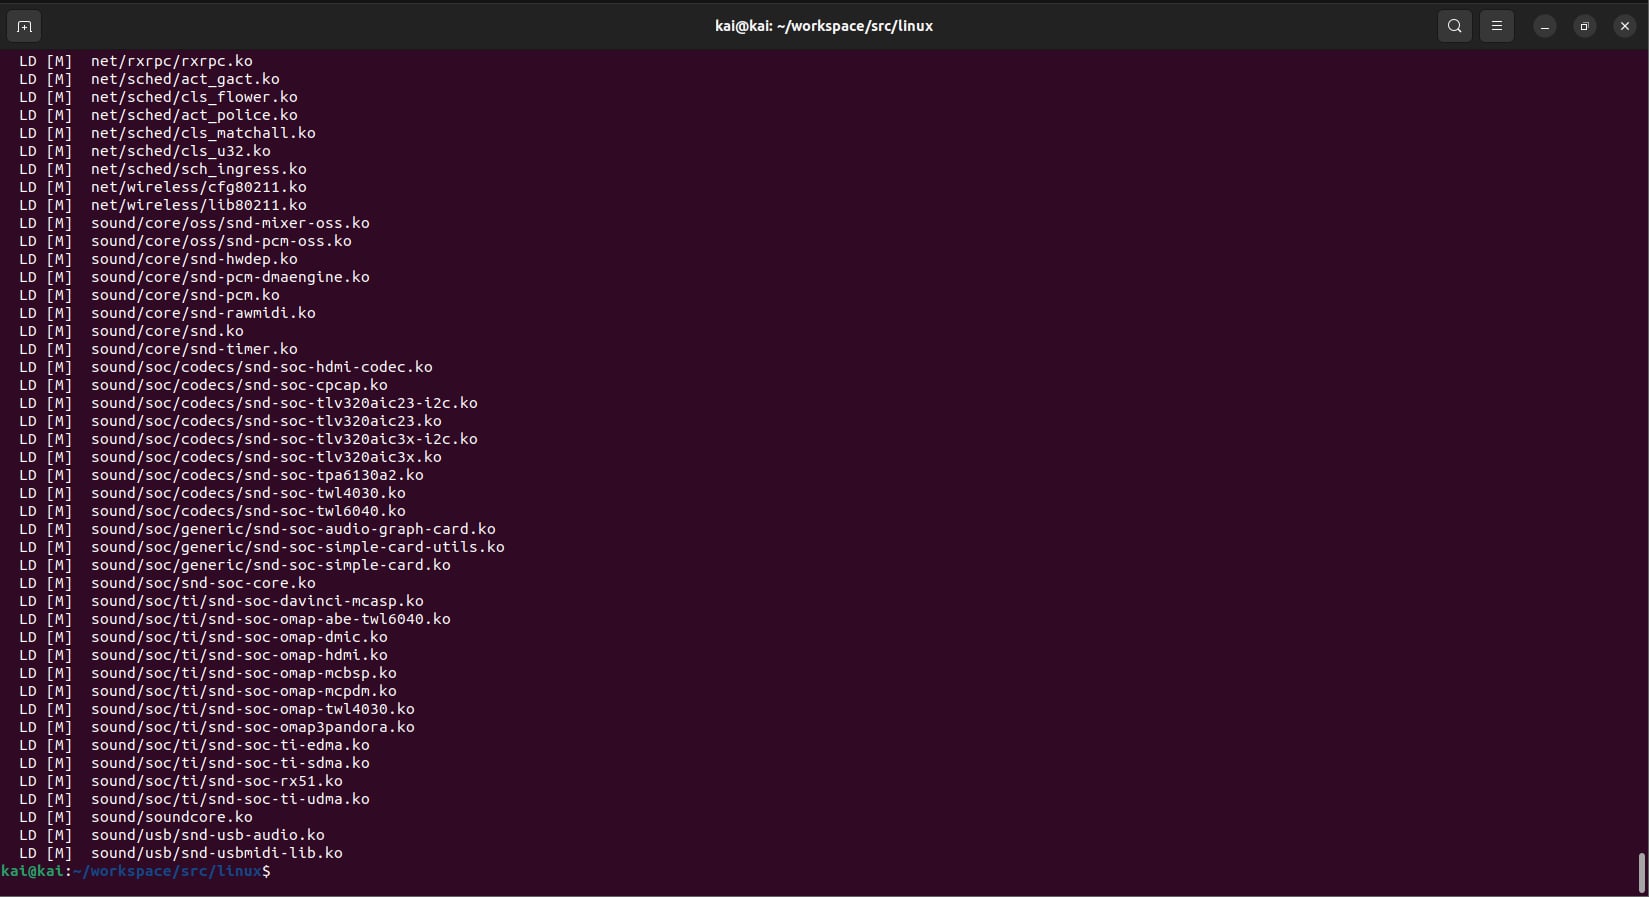 kai@kai: ~/workspace/src/linux
LD [M]  net/rxrpc/rxrpc.ko
LD [M]  net/sched/act_gact.ko
LD [M]  net/sched/cls_flower.ko
LD [M]  net/sched/act_police.ko
LD [M]  net/sched/cls_matchall.ko
LD [M]  net/sched/cls_u32.ko
LD [M]  net/sched/sch_ingress.ko
LD [M]  net/wireless/cfg80211.ko
LD [M]  net/wireless/lib80211.ko
LD [M]  sound/core/oss/snd-mixer-oss.ko
LD [M]  sound/core/oss/snd-pcm-oss.ko
LD [M]  sound/core/snd-hwdep.ko
LD [M]  sound/core/snd-pcm-dmaengine.ko
LD [M]  sound/core/snd-pcm.ko
LD [M]  sound/core/snd-rawmidi.ko
LD [M]  sound/core/snd.ko
LD [M]  sound/core/snd-timer.ko
LD [M]  sound/soc/codecs/snd-soc-hdmi-codec.ko
LD [M]  sound/soc/codecs/snd-soc-cpcap.ko
LD [M]  sound/soc/codecs/snd-soc-tlv320aic23-i2c.ko
LD [M]  sound/soc/codecs/snd-soc-tlv320aic23.ko
LD [M]  sound/soc/codecs/snd-soc-tlv320aic3x-i2c.ko
LD [M]  sound/soc/codecs/snd-soc-tlv320aic3x.ko
LD [M]  sound/soc/codecs/snd-soc-tpa6130a2.ko
LD [M]  sound/soc/codecs/snd-soc-twl4030.ko
LD [M]  sound/soc/codecs/snd-soc-twl6040.ko
LD [M]  sound/soc/generic/snd-soc-audio-graph-card.ko
LD [M]  sound/soc/generic/snd-soc-simple-card-utils.ko
LD [M]  sound/soc/generic/snd-soc-simple-card.ko
LD [M]  sound/soc/snd-soc-core.ko
LD [M]  sound/soc/ti/snd-soc-davinci-mcasp.ko
LD [M]  sound/soc/ti/snd-soc-omap-abe-twl6040.ko
LD [M]  sound/soc/ti/snd-soc-omap-dmic.ko
LD [M]  sound/soc/ti/snd-soc-omap-hdmi.ko
LD [M]  sound/soc/ti/snd-soc-omap-mcbsp.ko
LD [M]  sound/soc/ti/snd-soc-omap-mcpdm.ko
LD [M]  sound/soc/ti/snd-soc-omap-twl4030.ko
LD [M]  sound/soc/ti/snd-soc-omap3pandora.ko
LD [M]  sound/soc/ti/snd-soc-ti-edma.ko
LD [M]  sound/soc/ti/snd-soc-ti-sdma.ko
LD [M]  sound/soc/ti/snd-soc-rx51.ko
LD [M]  sound/soc/ti/snd-soc-ti-udma.ko
LD [M]  sound/soundcore.ko
LD [M]  sound/usb/snd-usb-audio.ko
LD [M]  sound/usb/snd-usbmidi-lib.ko
kai@kai:~/workspace/src/linux$